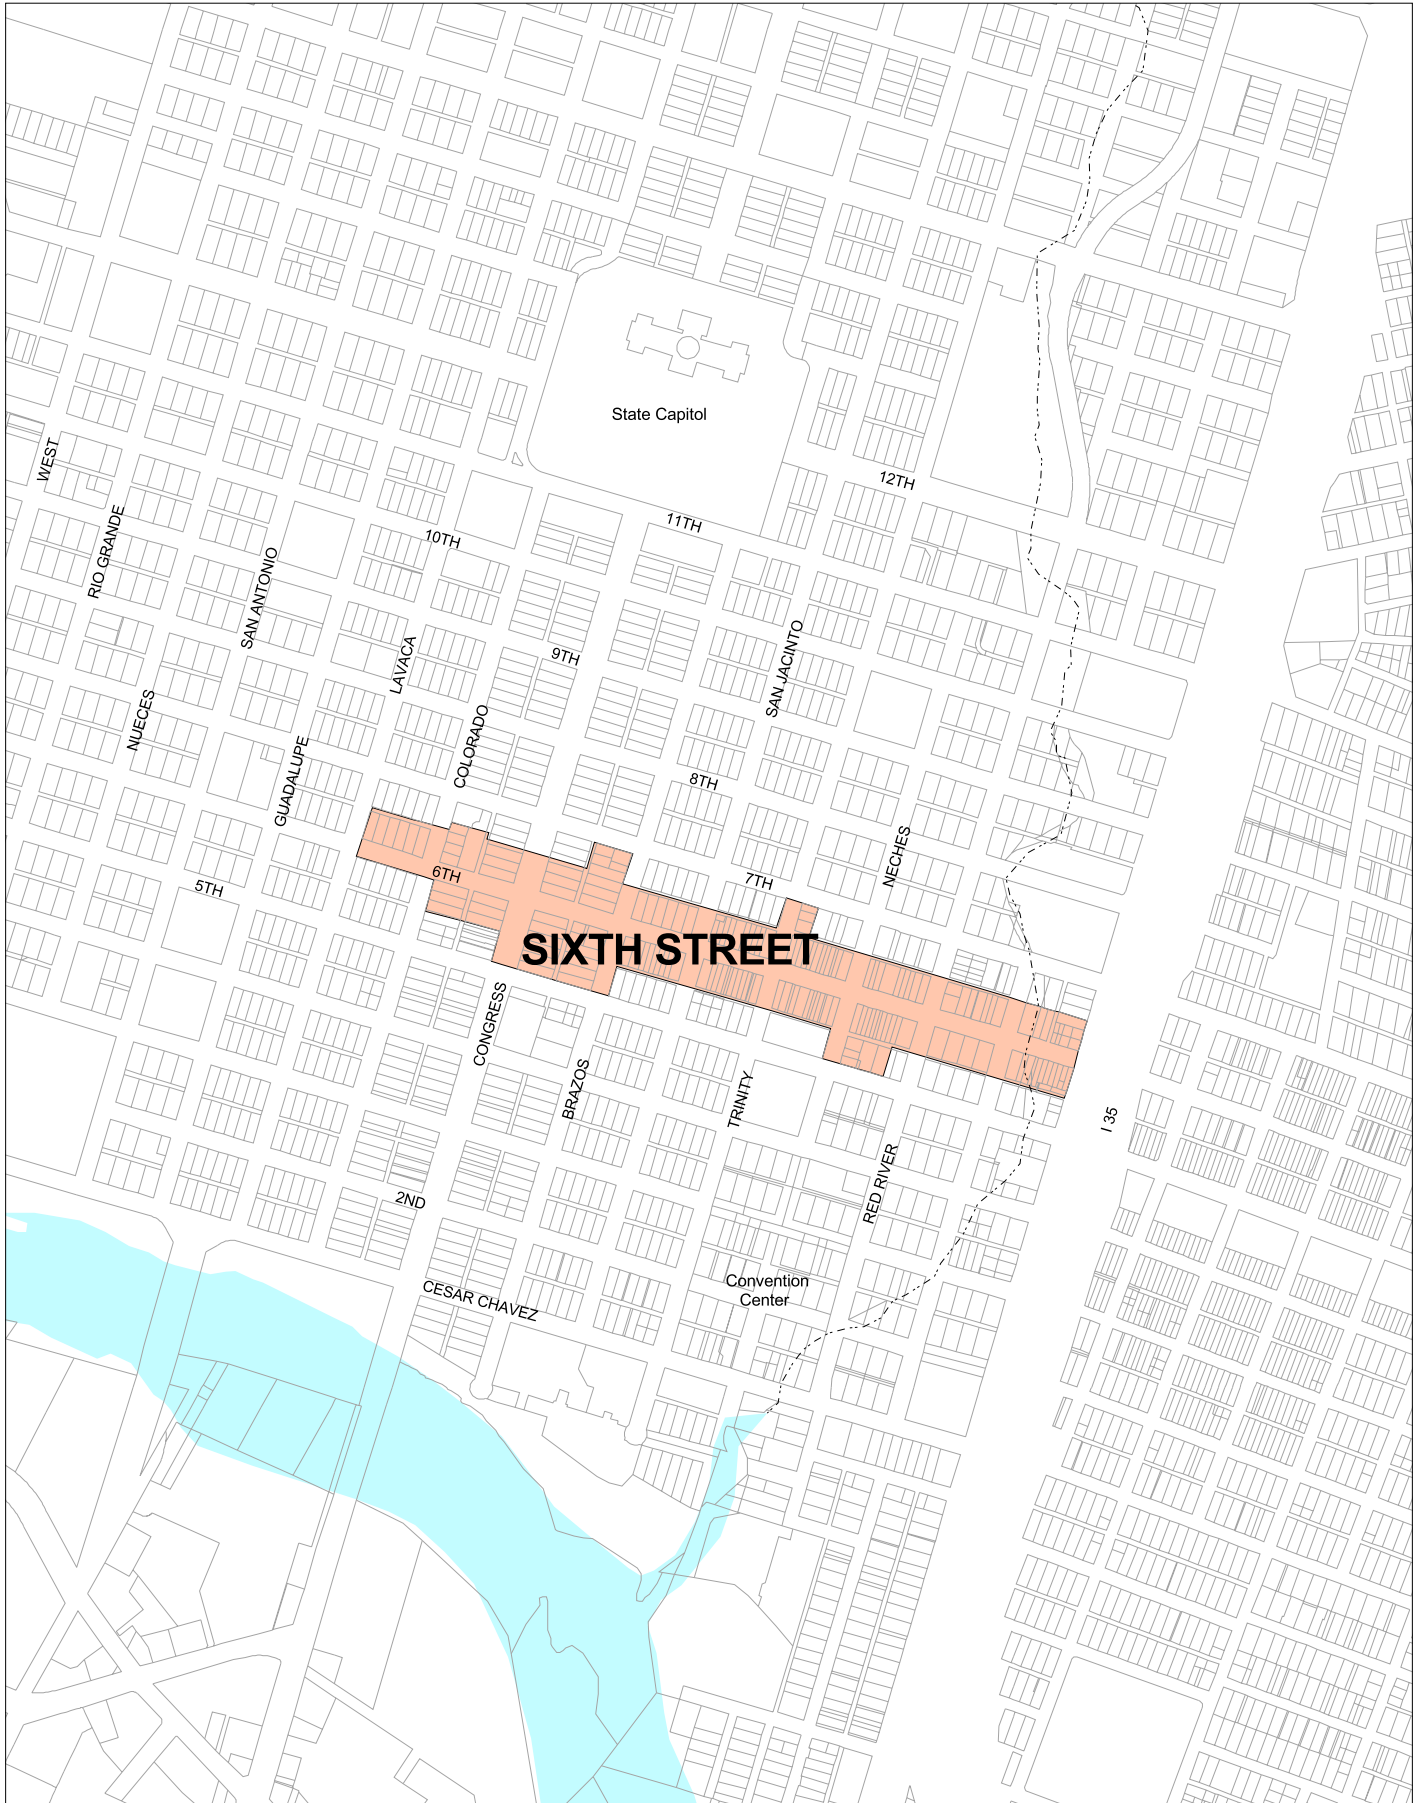 State Capitol
WEST
12TH
RIO GRANDE
11TH
10TH
SAN ANTONIO
LAVACA
9TH
SAN JACINTO
NUECES
COLORADO
GUADALUPE
8TH
NECHES
6TH
7TH
5TH
SIXTH STREET
CONGRESS
BRAZOS
TRINITY
I 35
RED RIVER
2ND
Convention
Center
CESAR CHAVEZ